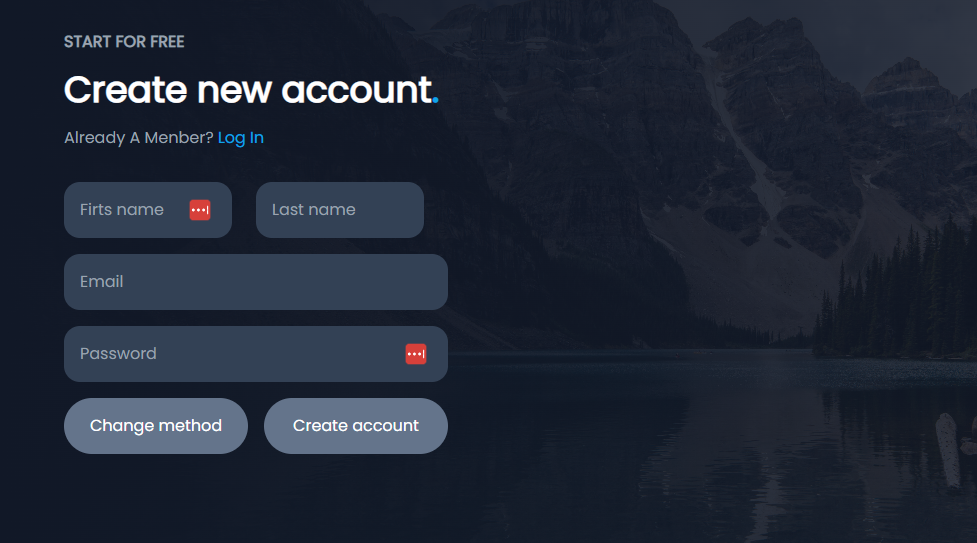 START FOR FREE
Create new account.
Already A Menber? Log In
Firts name
Last name
Email
Password
Change method
Create account